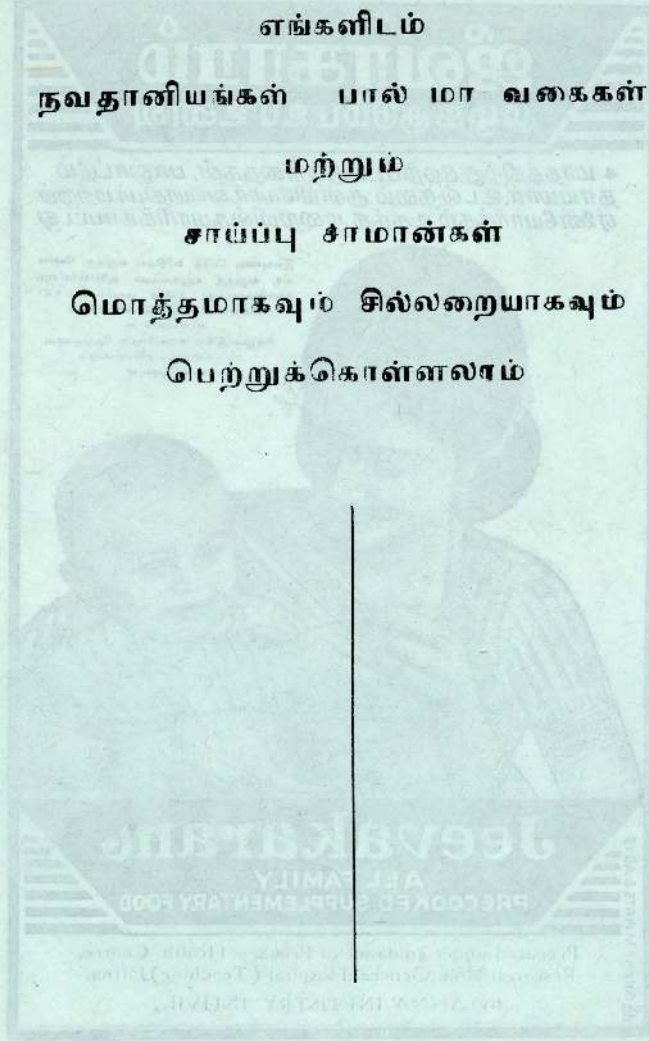 எங்களிடம்
நவதானியங்கள் பால் மா வகைகள்
மற்றும்
சாய்ப்பு சாமான்கள்
மொத்தமாகவும் சில்லறையாகவும்
பெற்றுக்கொள்ளலாம்
Jeevakaram
ALL FAMILY
PRECOOKED SUPPLEMENTARY FOOD